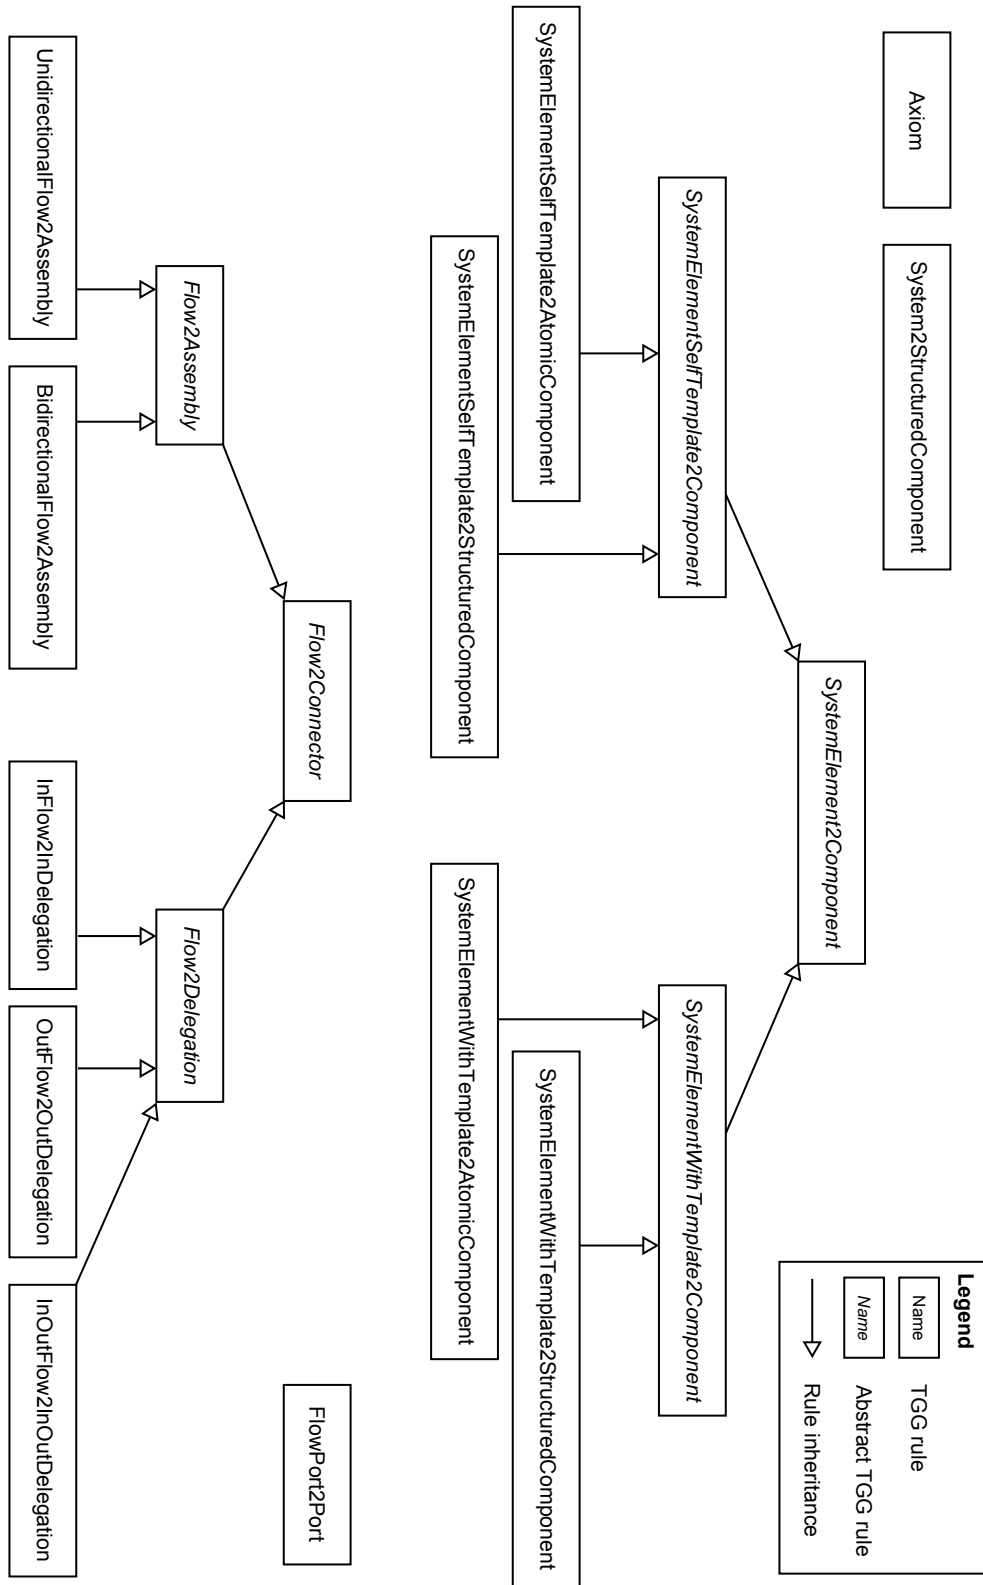 Axiom
System2StructuredComponent
SystemElement2Component
SystemElementSelfTemplate2Component
SystemElementWithTemplate2Component
SystemElementSelfTemplate2AtomicComponent
SystemElementWithTemplate2StructuredComponent
SystemElementSelfTemplate2StructuredComponent
SystemElementWithTemplate2AtomicComponent
Flow2Connector
FlowPort2Port
Flow2Assembly
Flow2Delegation
UnidirectionalFlow2Assembly
BidirectionalFlow2Assembly
InFlow2InDelegation
OutFlow2OutDelegation
InOutFlow2InOutDelegation
Legend
Name
TGG rule
Name
Abstract TGG rule
Rule inheritance